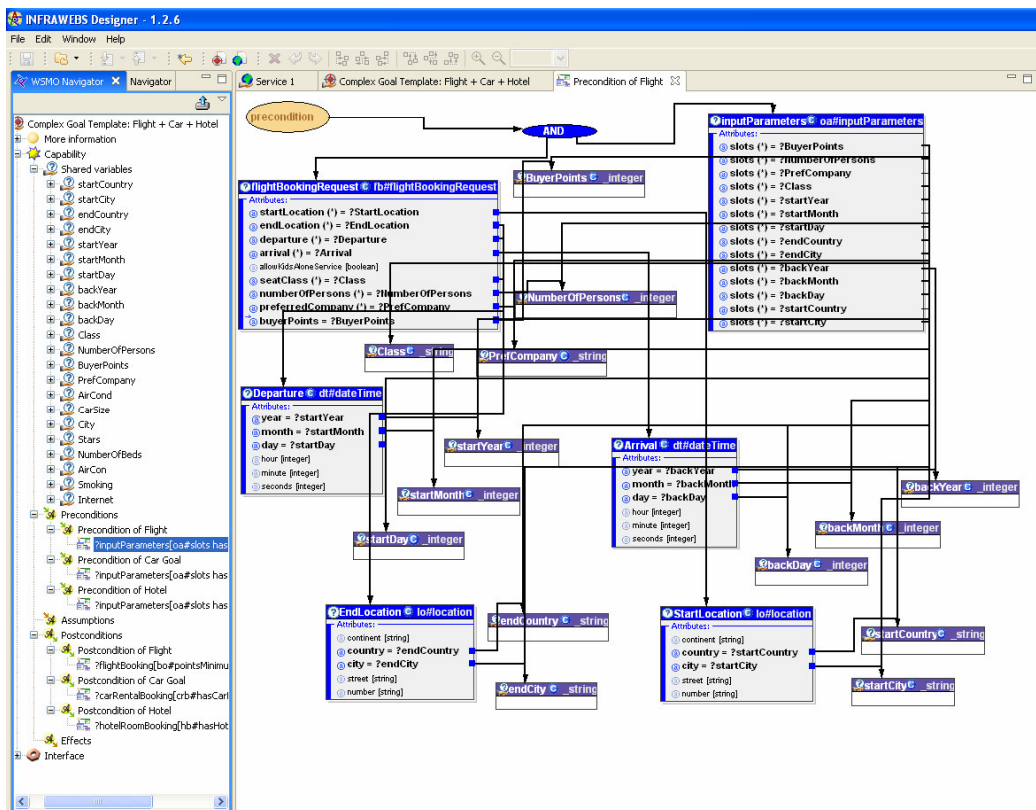 INFRAWEBS Designer - 1.2.6
File Edit Window Help
WSMO Navigator Navigator
Complex Goal Template: Flight + Car + Hotel
More information
Capability
Shared variables
startCountry
startCity
endCountry
endCity
startYear
startMonth
startDay
backYear
backMonth
backDay
Class
NumberOfPersons
BuyerPoints
PrefCompany
AirCond
CarSize
City
Stars
NumberOfBeds
AirCon
Smoking
Internet
Preconditions
Precondition of Flight
?inputParameters[oa#slots has
Precondition of Car Goal
?inputParameters[oa#slots has
Precondition of Hotel
?inputParameters[oa#slots has
Assumptions
Postconditions
Postcondition of Flight
?flightBooking[bo#pointsMinimu
Postcondition of Car Goal
?carRentalBooking[crb#hasCarI
Postcondition of Hotel
?hotelRoomBooking[hb#hasHot
Effects
Interface
Service 1 Complex Goal Template: Flight + Car + Hotel Precondition of Flight
precondition
AND
?inputParameters C oa#inputParameters
Attributes:
slots (*) = ?BuyerPoints
slots (*) = ?NumberOfPersons
slots (*) = ?PrefCompany
slots (*) = ?Class
slots (*) = ?startYear
slots (*) = ?startMonth
slots (*) = ?startDay
slots (*) = ?endCountry
slots (*) = ?endCity
slots (*) = ?backYear
slots (*) = ?backMonth
slots (*) = ?backDay
slots (*) = ?startCountry
slots (*) = ?startCity
?flightBookingRequest C fb#flightBookingRequest
Attributes:
startLocation (*) = ?StartLocation
endLocation (*) = ?EndLocation
departure (*) = ?Departure
arrival (*) = ?Arrival
allowKidsAloneService [boolean]
seatClass (*) = ?Class
numberOfPersons (*) = ?NumberOfPersons
preferredCompany (*) = ?PrefCompany
buyerPoints = ?BuyerPoints
?BuyerPoints C _integer
?NumberOfPersons C _integer
?Class C _string
?PrefCompany C _string
?Departure C dt#dateTime
Attributes:
year = ?startYear
month = ?startMonth
day = ?startDay
hour [integer]
minute [integer]
seconds [integer]
?startYear C _integer
?startMonth C _integer
?startDay C _integer
?Arrival C dt#dateTime
Attributes:
year = ?backYear
month = ?backMonth
day = ?backDay
hour [integer]
minute [integer]
seconds [integer]
?backYear C _integer
?backMonth C _integer
?backDay C _integer
?EndLocation C lo#location
Attributes:
continent [string]
country = ?endCountry
city = ?endCity
street [string]
number [string]
?endCountry C _string
?endCity C _string
?StartLocation C lo#location
Attributes:
continent [string]
country = ?startCountry
city = ?startCity
street [string]
number [string]
?startCountry C _string
?startCity C _string